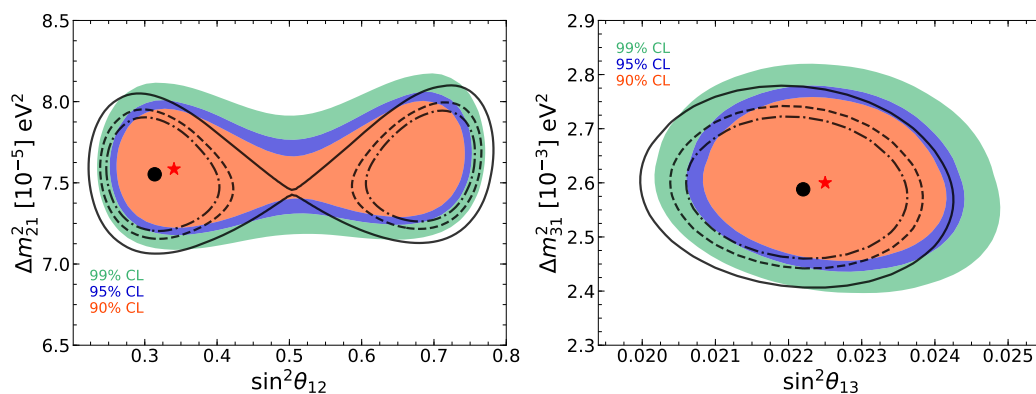 8.5
8.0
7.5
7.0
6.5
Δm²₂₁ [10⁻⁵] eV²
99% CL
95% CL
90% CL
0.3 0.4 0.5 0.6 0.7 0.8
sin²θ₁₂
2.9
2.8
2.7
2.6
2.5
2.4
2.3
Δm²₃₁ [10⁻³] eV²
99% CL
95% CL
90% CL
0.020 0.021 0.022 0.023 0.024 0.025
sin²θ₁₃